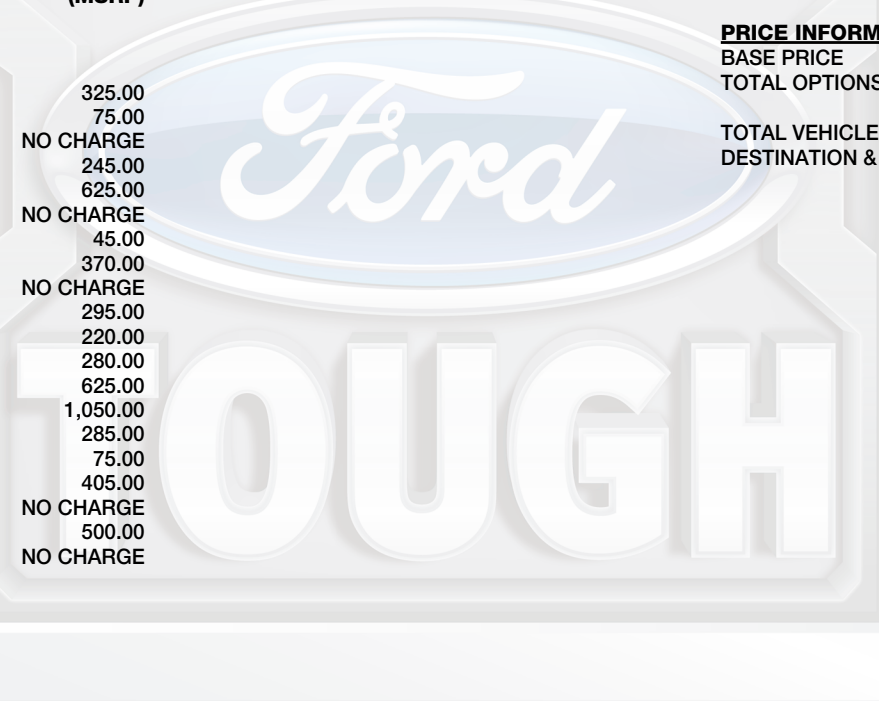 (MSRP)
325.00
75.00
NO CHARGE
245.00
625.00
NO CHARGE
45.00
370.00
NO CHARGE
295.00
220.00
280.00
625.00
1,050.00
285.00
75.00
405.00
NO CHARGE
500.00
NO CHARGE
PRICE INFORM
BASE PRICE
TOTAL OPTIONS
TOTAL VEHICLE
DESTINATION &
Ford
TOUGH